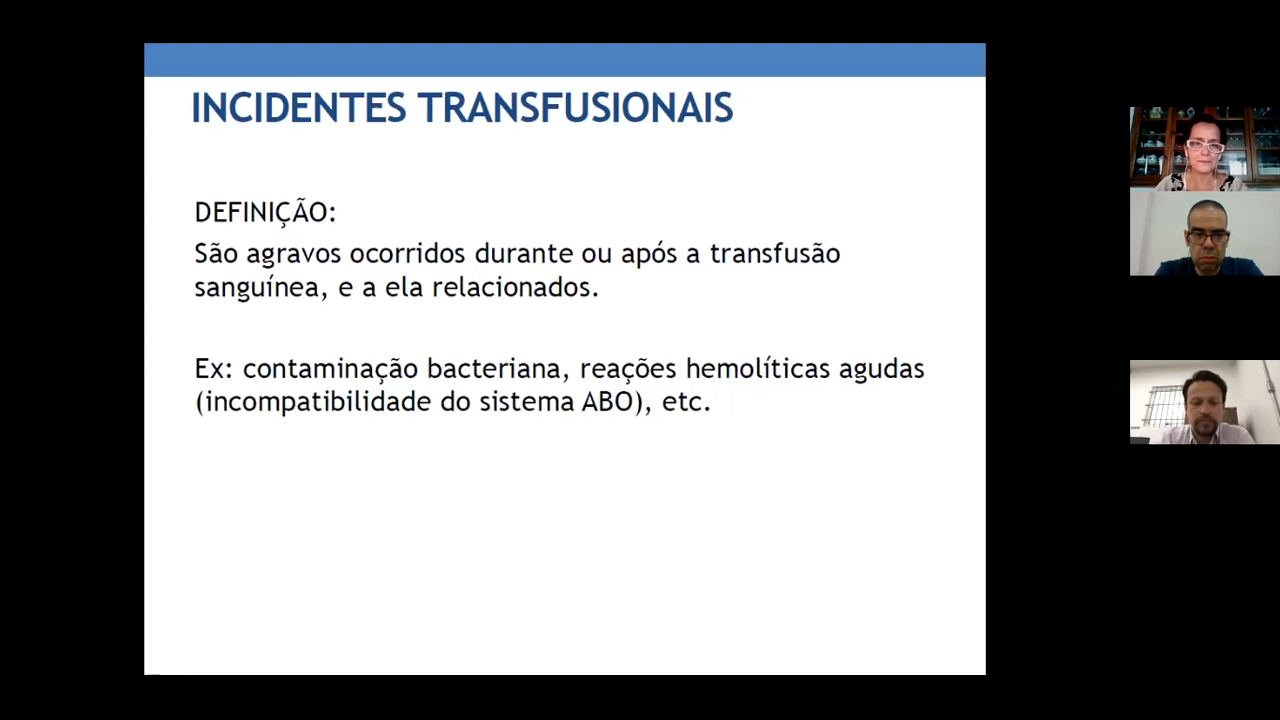 INCIDENTES TRANSFUSIONAIS
DEFINIÇÃO:
São agravos ocorridos durante ou após a transfusão
sanguínea, e a ela relacionados.
Ex: contaminação bacteriana, reações hemolíticas agudas
(incompatibilidade do sistema ABO), etc.